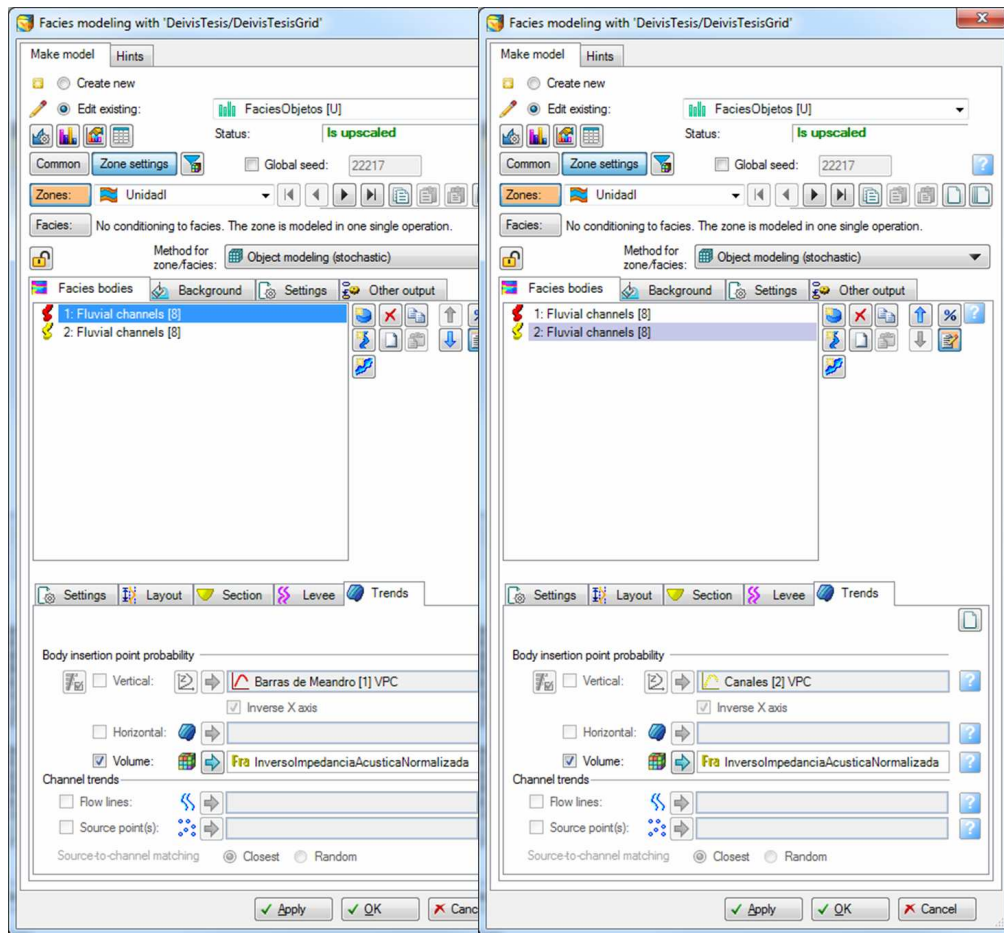 Facies modeling with 'DeivisTesis/DeivisTesisGrid'
Make model Hints
Create new
Edit existing: FaciesObjetos [U]
Status: Is upscaled
Common Zone settings Global seed: 22217
Zones: UnidadI
Facies: No conditioning to facies. The zone is modeled in one single operation.
Method for zone/facies: Object modeling (stochastic)
Facies bodies Background Settings Other output
1: Fluvial channels [8]
2: Fluvial channels [8]
Settings Layout Section Levee Trends
Body insertion point probability
Vertical: Barras de Meandro [1] VPC
Inverse X axis
Horizontal:
Volume: Fra InversoImpedanciaAcusticaNormalizada
Channel trends
Flow lines:
Source point(s):
Source-to-channel matching Closest Random
Apply OK Canc
Facies modeling with 'DeivisTesis/DeivisTesisGrid'
Make model Hints
Create new
Edit existing: FaciesObjetos [U]
Status: Is upscaled
Common Zone settings Global seed: 22217 ?
Zones: UnidadI
Facies: No conditioning to facies. The zone is modeled in one single operation.
Method for zone/facies: Object modeling (stochastic)
Facies bodies Background Settings Other output
1: Fluvial channels [8] % ?
2: Fluvial channels [8]
Settings Layout Section Levee Trends
Body insertion point probability
Vertical: Canales [2] VPC ?
Inverse X axis
Horizontal: ?
Volume: Fra InversoImpedanciaAcusticaNormalizada ?
Channel trends
Flow lines: ?
Source point(s): ?
Source-to-channel matching Closest Random
Apply OK Cancel